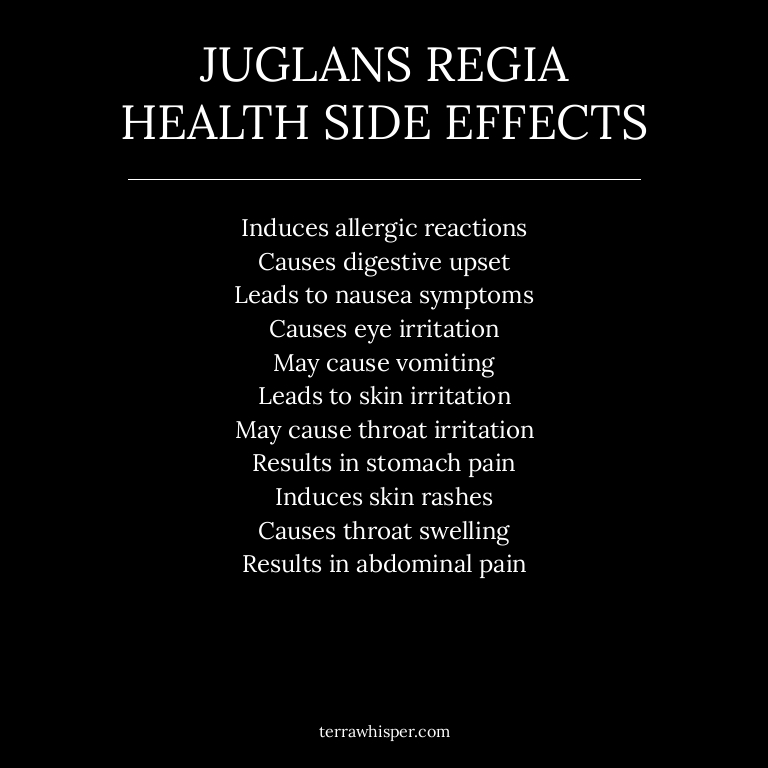 JUGLANS REGIA
HEALTH SIDE EFFECTS
Induces allergic reactions
Causes digestive upset
Leads to nausea symptoms
Causes eye irritation
May cause vomiting
Leads to skin irritation
May cause throat irritation
Results in stomach pain
Induces skin rashes
Causes throat swelling
Results in abdominal pain
terrawhisper.com